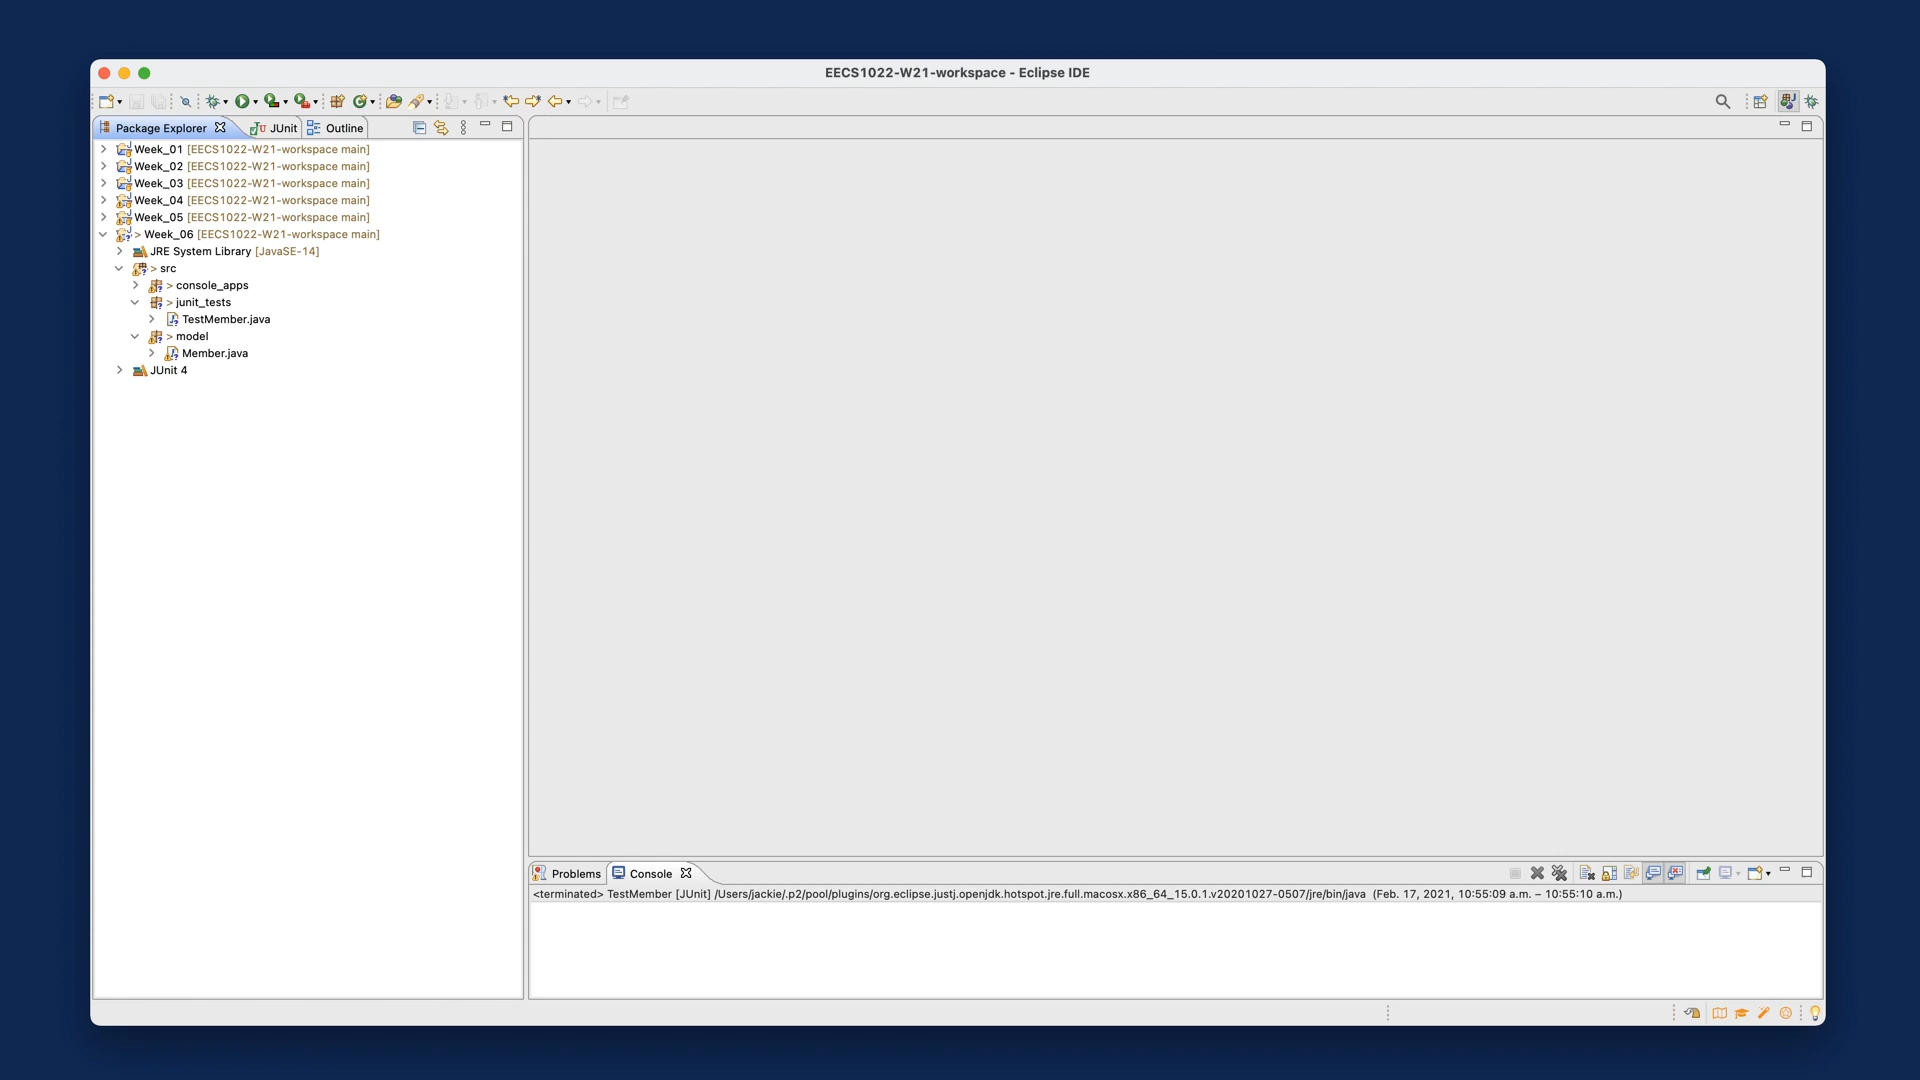 EECS1022-W21-workspace - Eclipse IDE
Package Explorer
JUnit
Outline
Week_01 [EECS1022-W21-workspace main]
Week_02 [EECS1022-W21-workspace main]
Week_03 [EECS1022-W21-workspace main]
Week_04 [EECS1022-W21-workspace main]
Week_05 [EECS1022-W21-workspace main]
> Week_06 [EECS1022-W21-workspace main]
JRE System Library [JavaSE-14]
> src
> console_apps
> junit_tests
TestMember.java
> model
Member.java
JUnit 4
Problems
Console
<terminated> TestMember [JUnit] /Users/jackie/.p2/pool/plugins/org.eclipse.justj.openjdk.hotspot.jre.full.macosx.x86_64_15.0.1.v20201027-0507/jre/bin/java (Feb. 17, 2021, 10:55:09 a.m. – 10:55:10 a.m.)